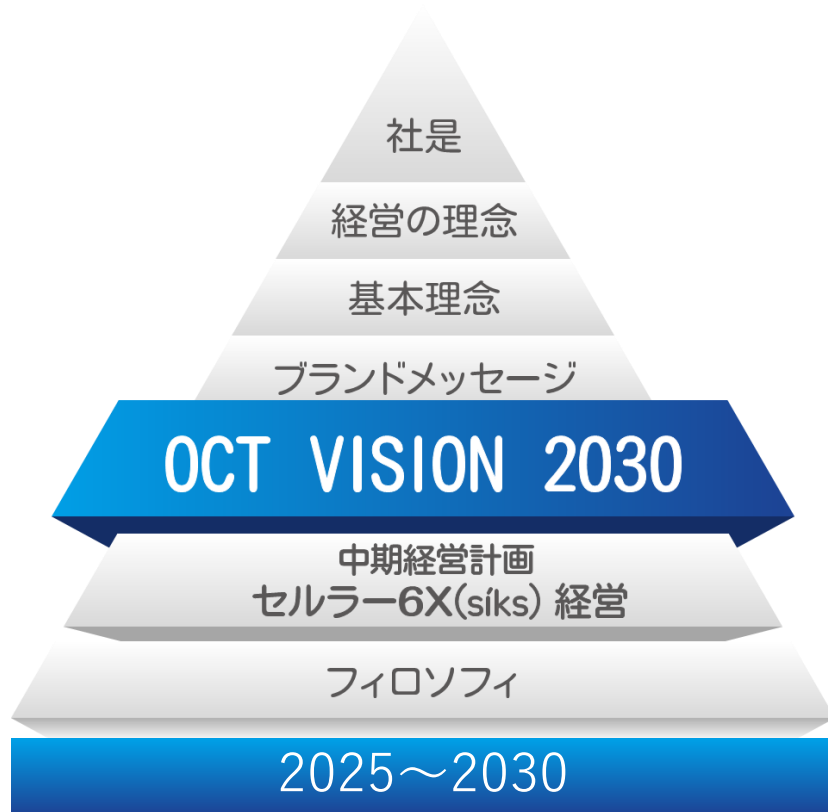 社是
経営の理念
基本理念
ブランドメッセージ
OCT VISION 2030
中期経営計画
セルラー6X(síks) 経営
フィロソフィ
2025～2030